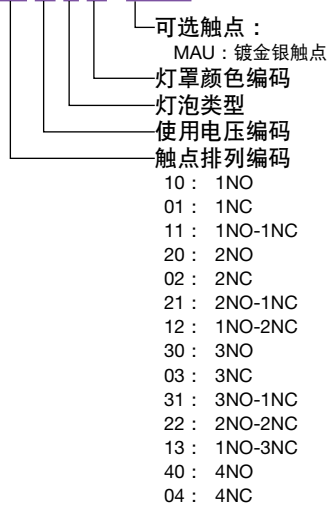 可选触点：
MAU：镀金银触点
灯罩颜色编码
灯泡类型
使用电压编码
触点排列编码
10： 1NO
01： 1NC
11： 1NO-1NC
20： 2NO
02： 2NC
21： 2NO-1NC
12： 1NO-2NC
30： 3NO
03： 3NC
31： 3NO-1NC
22： 2NO-2NC
13： 1NO-3NC
40： 4NO
04： 4NC